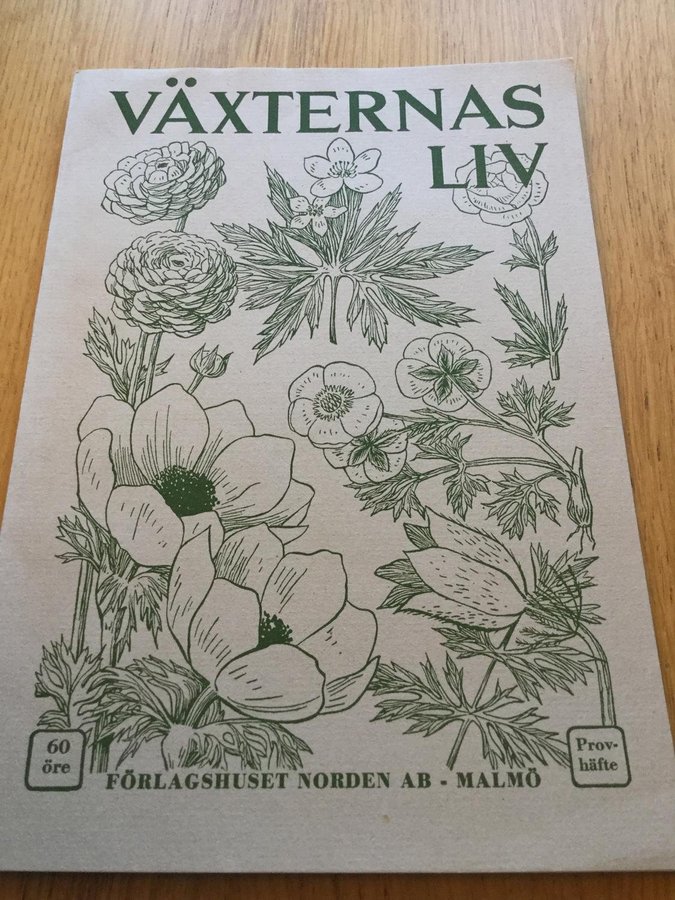 VÄXTERNAS
LIV
60
öre
FÖRLAGSHUSET NORDEN AB - MALMÖ
Prov-
häfte